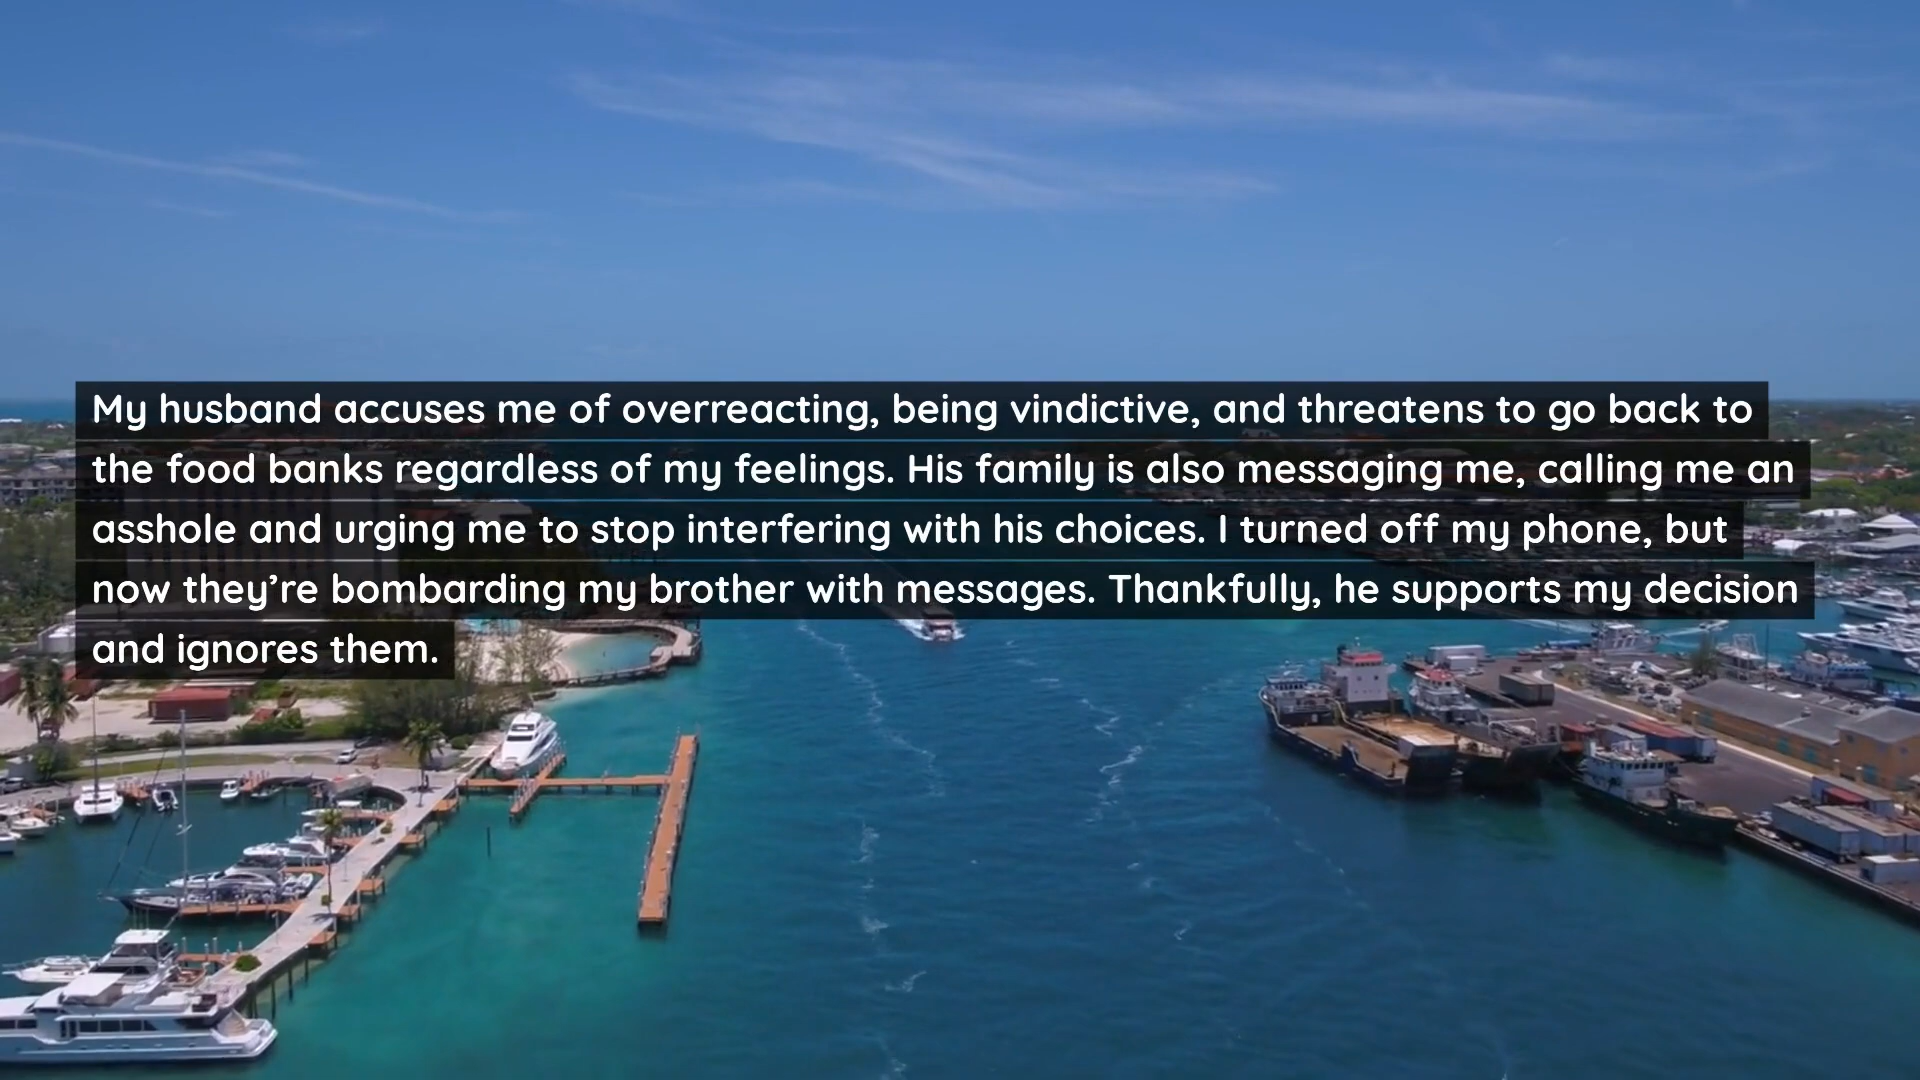 My husband accuses me of overreacting, being vindictive, and threatens to go back to
the food banks regardless of my feelings. His family is also messaging me, calling me an
asshole and urging me to stop interfering with his choices. I turned off my phone, but
now they’re bombarding my brother with messages. Thankfully, he supports my decision
and ignores them.